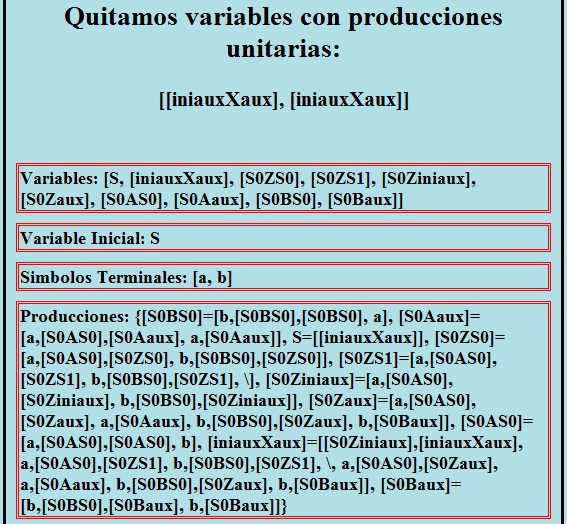 Quitamos variables con producciones
unitarias:
[[iniauxXaux], [iniauxXaux]]
Variables: [S, [iniauxXaux], [S0ZS0], [S0ZS1], [S0Ziniaux],
[S0Zaux], [S0AS0], [S0Aaux], [S0BS0], [S0Baux]]
Variable Inicial: S
Simbolos Terminales: [a, b]
Producciones: {[S0BS0]=[b,[S0BS0],[S0BS0], a], [S0Aaux]=
[a,[S0AS0],[S0Aaux], a,[S0Aaux]], S=[[iniauxXaux]], [S0ZS0]=
[a,[S0AS0],[S0ZS0], b,[S0BS0],[S0ZS0]], [S0ZS1]=[a,[S0AS0],
[S0ZS1], b,[S0BS0],[S0ZS1], \], [S0Ziniaux]=[a,[S0AS0],
[S0Ziniaux], b,[S0BS0],[S0Ziniaux]], [S0Zaux]=[a,[S0AS0],
[S0Zaux], a,[S0Aaux], b,[S0BS0],[S0Zaux], b,[S0Baux]], [S0AS0]=
[a,[S0AS0],[S0AS0], b], [iniauxXaux]=[[S0Ziniaux],[iniauxXaux],
a,[S0AS0],[S0ZS1], b,[S0BS0],[S0ZS1], \, a,[S0AS0],[S0Zaux],
a,[S0Aaux], b,[S0BS0],[S0Zaux], b,[S0Baux]], [S0Baux]=
[b,[S0BS0],[S0Baux], b,[S0Baux]]}